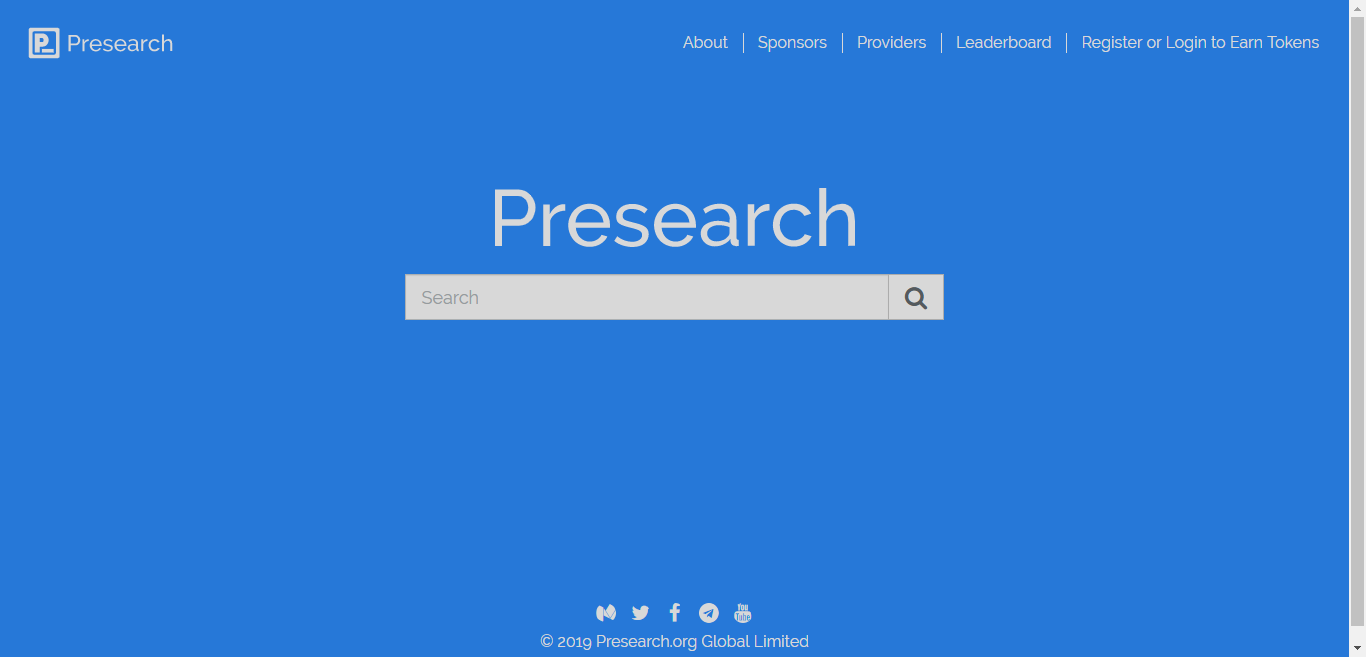 P_ Presearch
About
Sponsors
Providers
Leaderboard
Register or Login to Earn Tokens
Presearch
Search
You Tube
© 2019 Presearch.org Global Limited